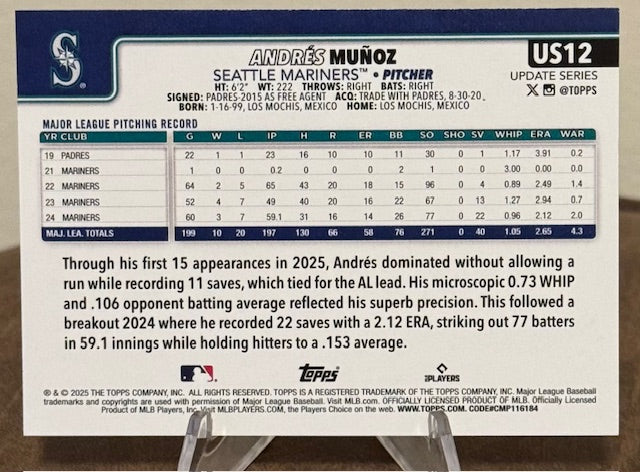 S
ANDRÉS MUÑOZ
US12
SEATTLE MARINERS™ • PITCHER
UPDATE SERIES
HT: 6'2" WT: 222 THROWS: RIGHT BATS: RIGHT
@TOPPS
SIGNED: PADRES-2015 AS FREE AGENT ACQ: TRADE WITH PADRES, 8-30-20.
BORN: 1-16-99, LOS MOCHIS, MEXICO HOME: LOS MOCHIS, MEXICO
MAJOR LEAGUE PITCHING RECORD
YR CLUB G W L IP H R ER BB SO SHO SV WHIP ERA WAR
19 PADRES 22 1 1 23 16 10 10 11 30 0 1 1.17 3.91 0.2
21 MARINERS 1 0 0 0.2 0 0 0 2 1 0 0 3.00 0.00 0.0
22 MARINERS 64 2 5 65 43 20 18 15 96 0 4 0.89 2.49 1.4
23 MARINERS 52 4 7 49 40 20 16 22 67 0 13 1.27 2.94 0.7
24 MARINERS 60 3 7 59.1 31 16 14 26 77 0 22 0.96 2.12 2.0
MAJ. LEA. TOTALS 199 10 20 197 130 66 58 76 271 0 40 1.05 2.65 4.3
Through his first 15 appearances in 2025, Andrés dominated without allowing a
run while recording 11 saves, which tied for the AL lead. His microscopic 0.73 WHIP
and .106 opponent batting average reflected his superb precision. This followed a
breakout 2024 where he recorded 22 saves with a 2.12 ERA, striking out 77 batters
in 59.1 innings while holding hitters to a .153 average.
Topps
PLAYERS
® & © 2025 THE TOPPS COMPANY, INC. ALL RIGHTS RESERVED. TOPPS IS A REGISTERED TRADEMARK OF THE TOPPS COMPANY, INC. Major League Baseball
trademarks and copyrights are used with permission of Major League Baseball. Visit MLB.com. OFFICIALLY LICENSED PRODUCT OF MLB. Officially Licensed
Product of MLB Players, Inc. Visit MLBPLAYERS.COM, the Players Choice on the web. WWW.TOPPS.COM. CODE#CMP116184